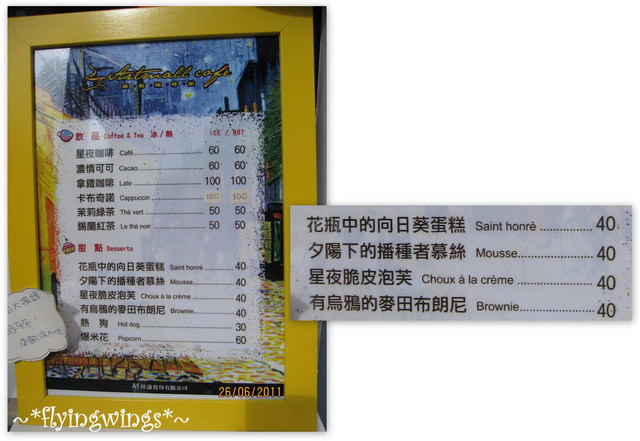 Artmall café
飲 品 Coffeé & Tea 冰/熱 ICE / HOT
星夜咖啡 Café 60 60
濃情可可 Cacao 60 60
拿鐵咖啡 Late 100 100
卡布奇諾 Cappuccin 100 100
茉莉綠茶 Thé vert 50 50
錫蘭紅茶 Le thé noir 50 50
甜 點 Desserts
花瓶中的向日葵蛋糕 Saint honrè 40
夕陽下的播種者慕絲 Mousse 40
星夜脆皮泡芙 Choux à la crème 40
有烏鴉的麥田布朗尼 Brownie 40
熱 狗 Hot dog 30
爆米花 Popcorn 60
花瓶中的向日葵蛋糕 Saint honrè 40
夕陽下的播種者慕絲 Mousse 40
星夜脆皮泡芙 Choux à la crème 40
有烏鴉的麥田布朗尼 Brownie 40
26/06/2011
~*flyingwings*~